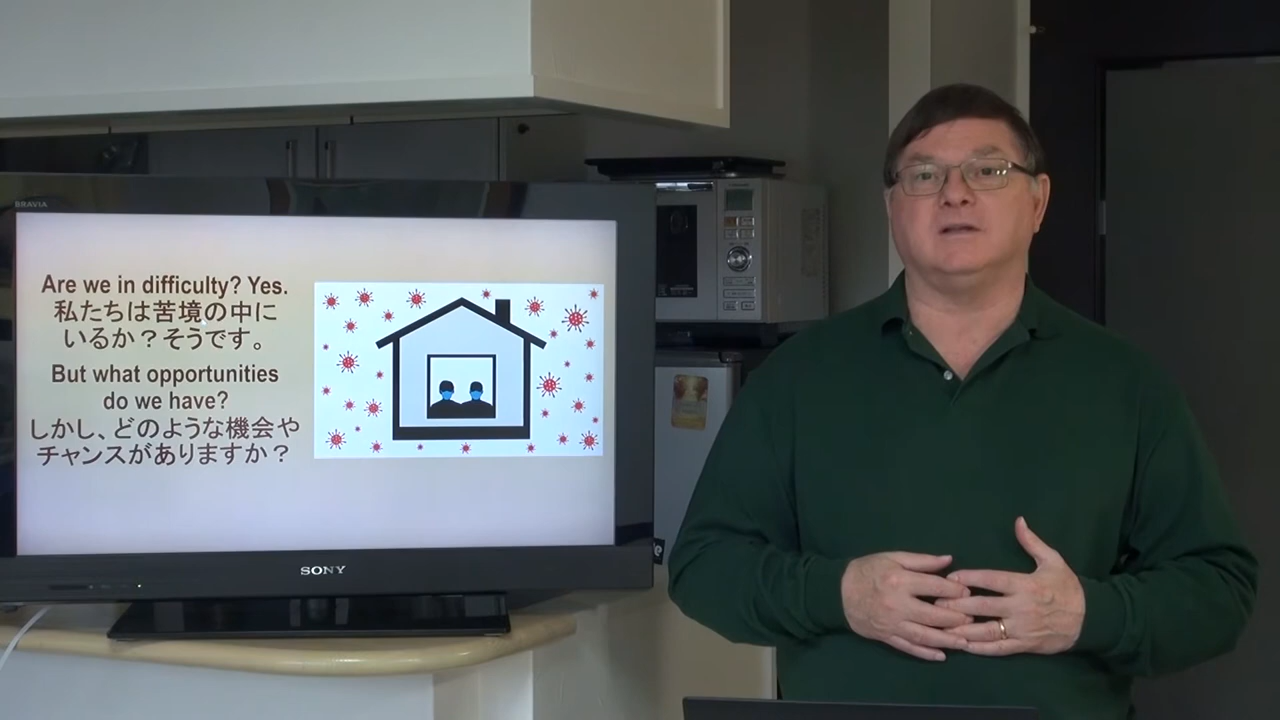 BRAVIA
Are we in difficulty? Yes.
私たちは苦境の中に
いるか？そうです。
But what opportunities
do we have?
しかし、どのような機会や
チャンスがありますか？
SONY